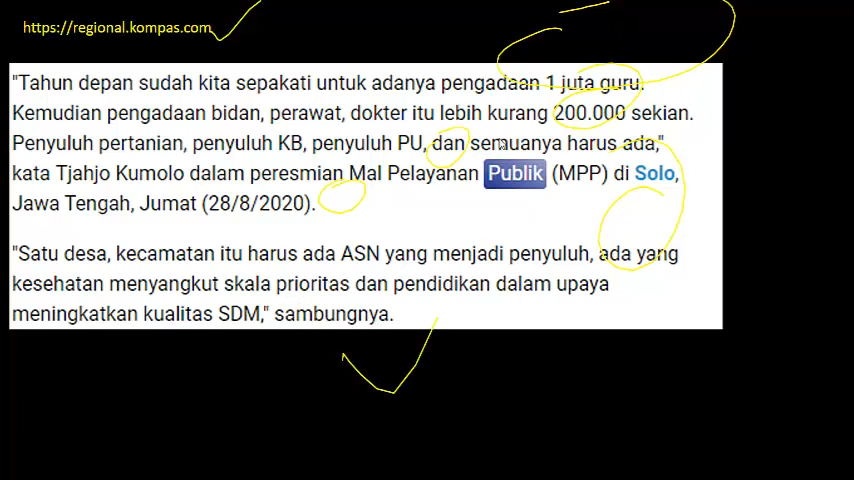 https://regional.kompas.com
"Tahun depan sudah kita sepakati untuk adanya pengadaan 1 juta guru.
Kemudian pengadaan bidan, perawat, dokter itu lebih kurang 200.000 sekian.
Penyuluh pertanian, penyuluh KB, penyuluh PU, dan semuanya harus ada,"
kata Tjahjo Kumolo dalam peresmian Mal Pelayanan Publik (MPP) di Solo,
Jawa Tengah, Jumat (28/8/2020).
"Satu desa, kecamatan itu harus ada ASN yang menjadi penyuluh, ada yang
kesehatan menyangkut skala prioritas dan pendidikan dalam upaya
meningkatkan kualitas SDM," sambungnya.